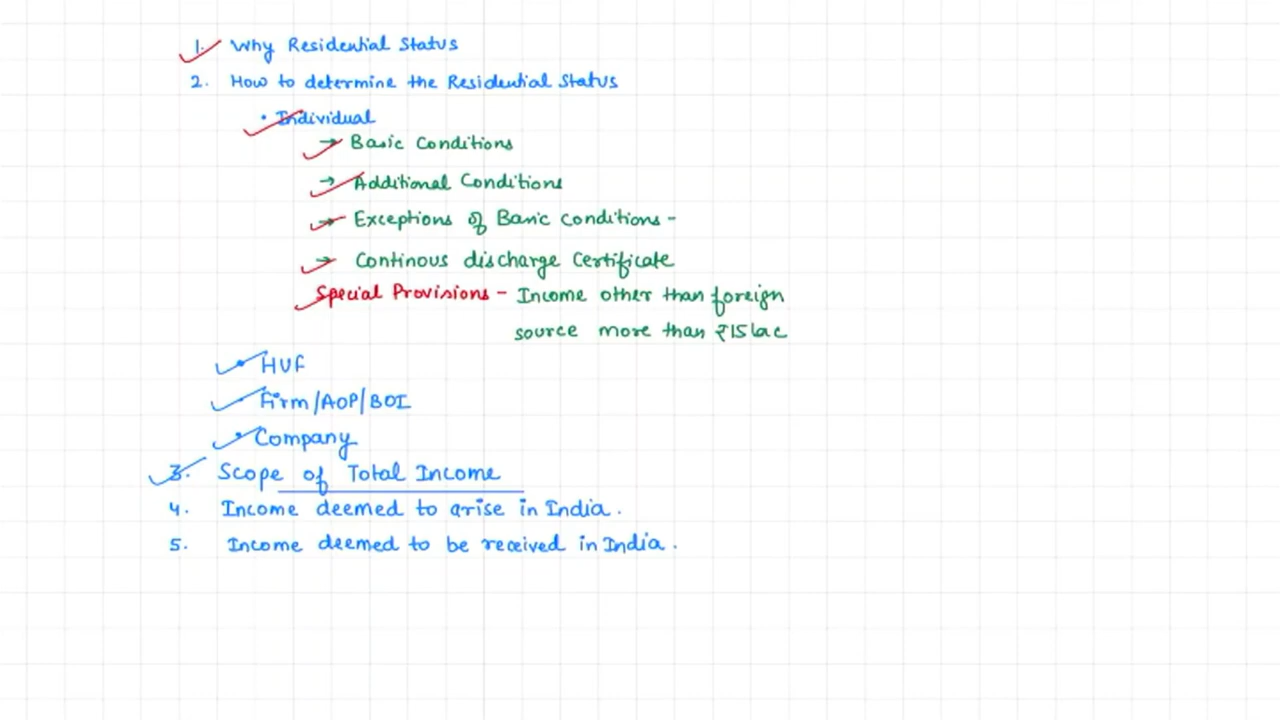 1. Why Residential Status
2. How to determine the Residential Status
• Individual
→ Basic Conditions
→ Additional Conditions
→ Exceptions of Basic conditions -
→ Continous discharge Certificate
Special Provisions - Income other than foreign
source more than ₹15 lac
• HUF
• Firm/AOP/BOI
• Company
3. Scope of Total Income
4. Income deemed to arise in India.
5. Income deemed to be received in India.